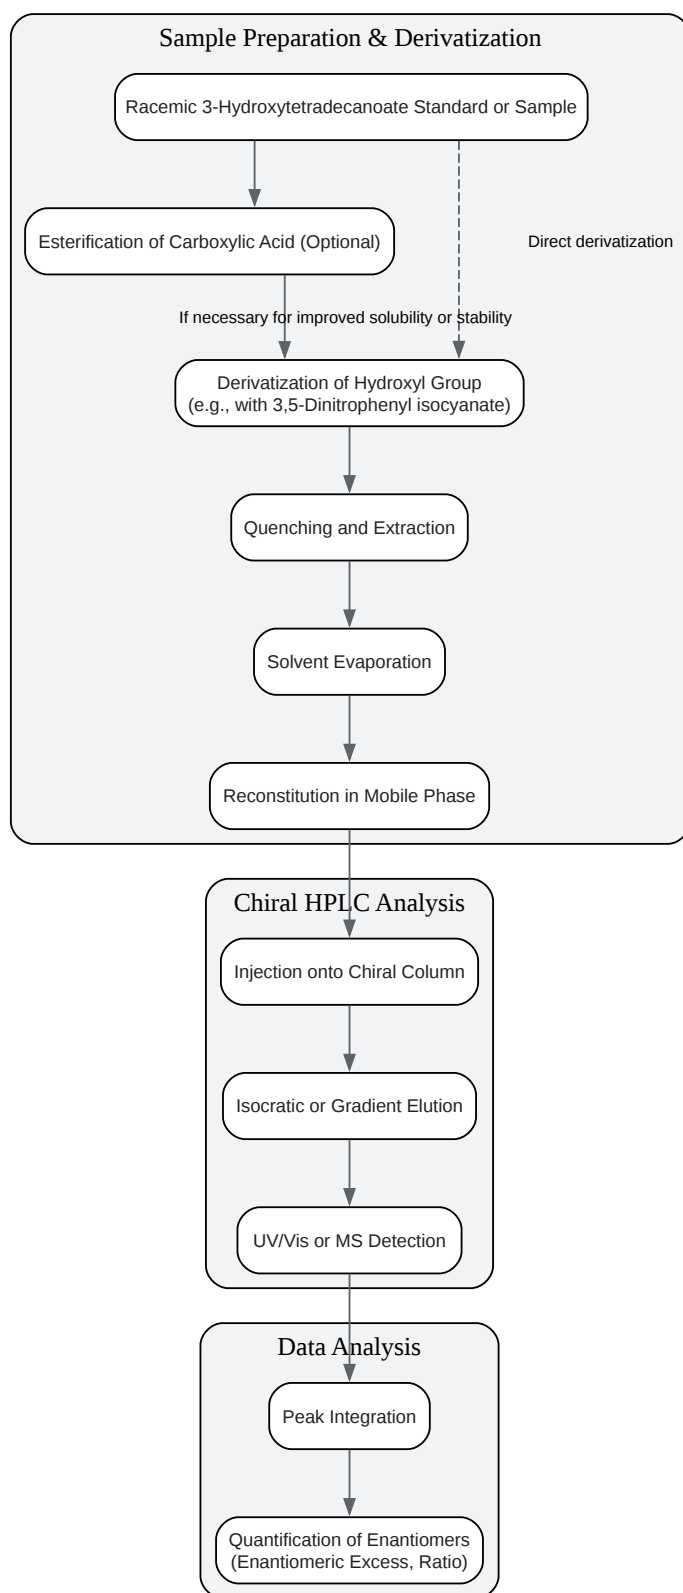 Sample Preparation & Derivatization
Racemic 3-Hydroxytetradecanoate Standard or Sample
Esterification of Carboxylic Acid (Optional)
Direct derivatization
If necessary for improved solubility or stability
Derivatization of Hydroxyl Group
(e.g., with 3,5-Dinitrophenyl isocyanate)
Quenching and Extraction
Solvent Evaporation
Reconstitution in Mobile Phase
Chiral HPLC Analysis
Injection onto Chiral Column
Isocratic or Gradient Elution
UV/Vis or MS Detection
Data Analysis
Peak Integration
Quantification of Enantiomers
(Enantiomeric Excess, Ratio)